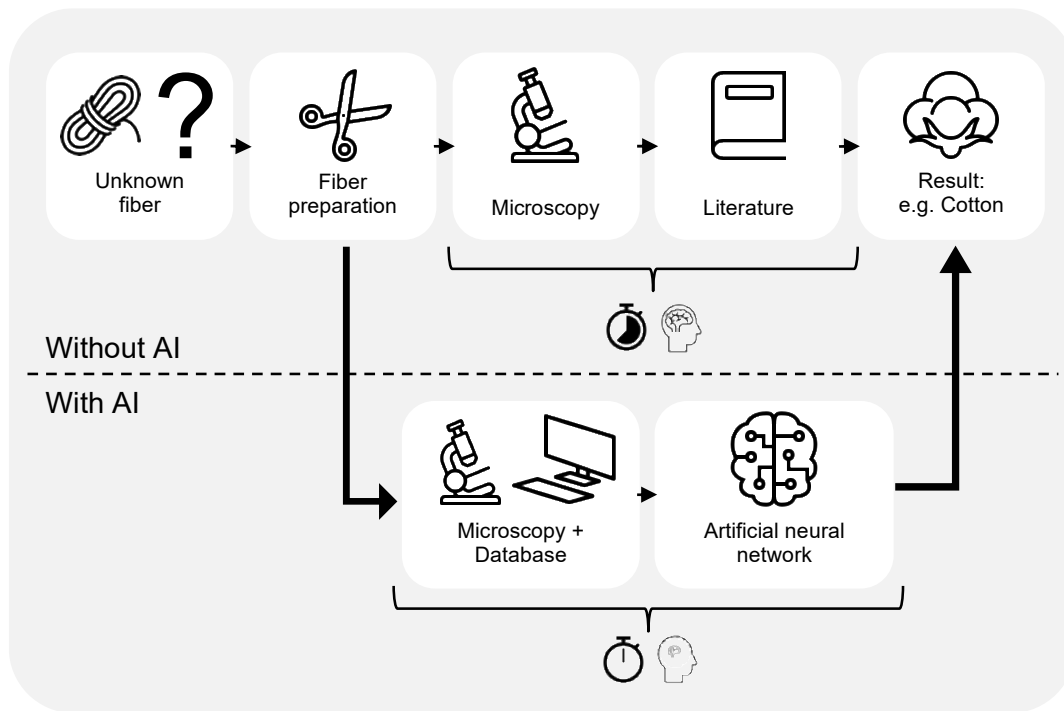 ?
Unknown
fiber
Fiber
preparation
Microscopy
Literature
Result:
e.g. Cotton
Without AI
With AI
Microscopy +
Database
Artificial neural
network